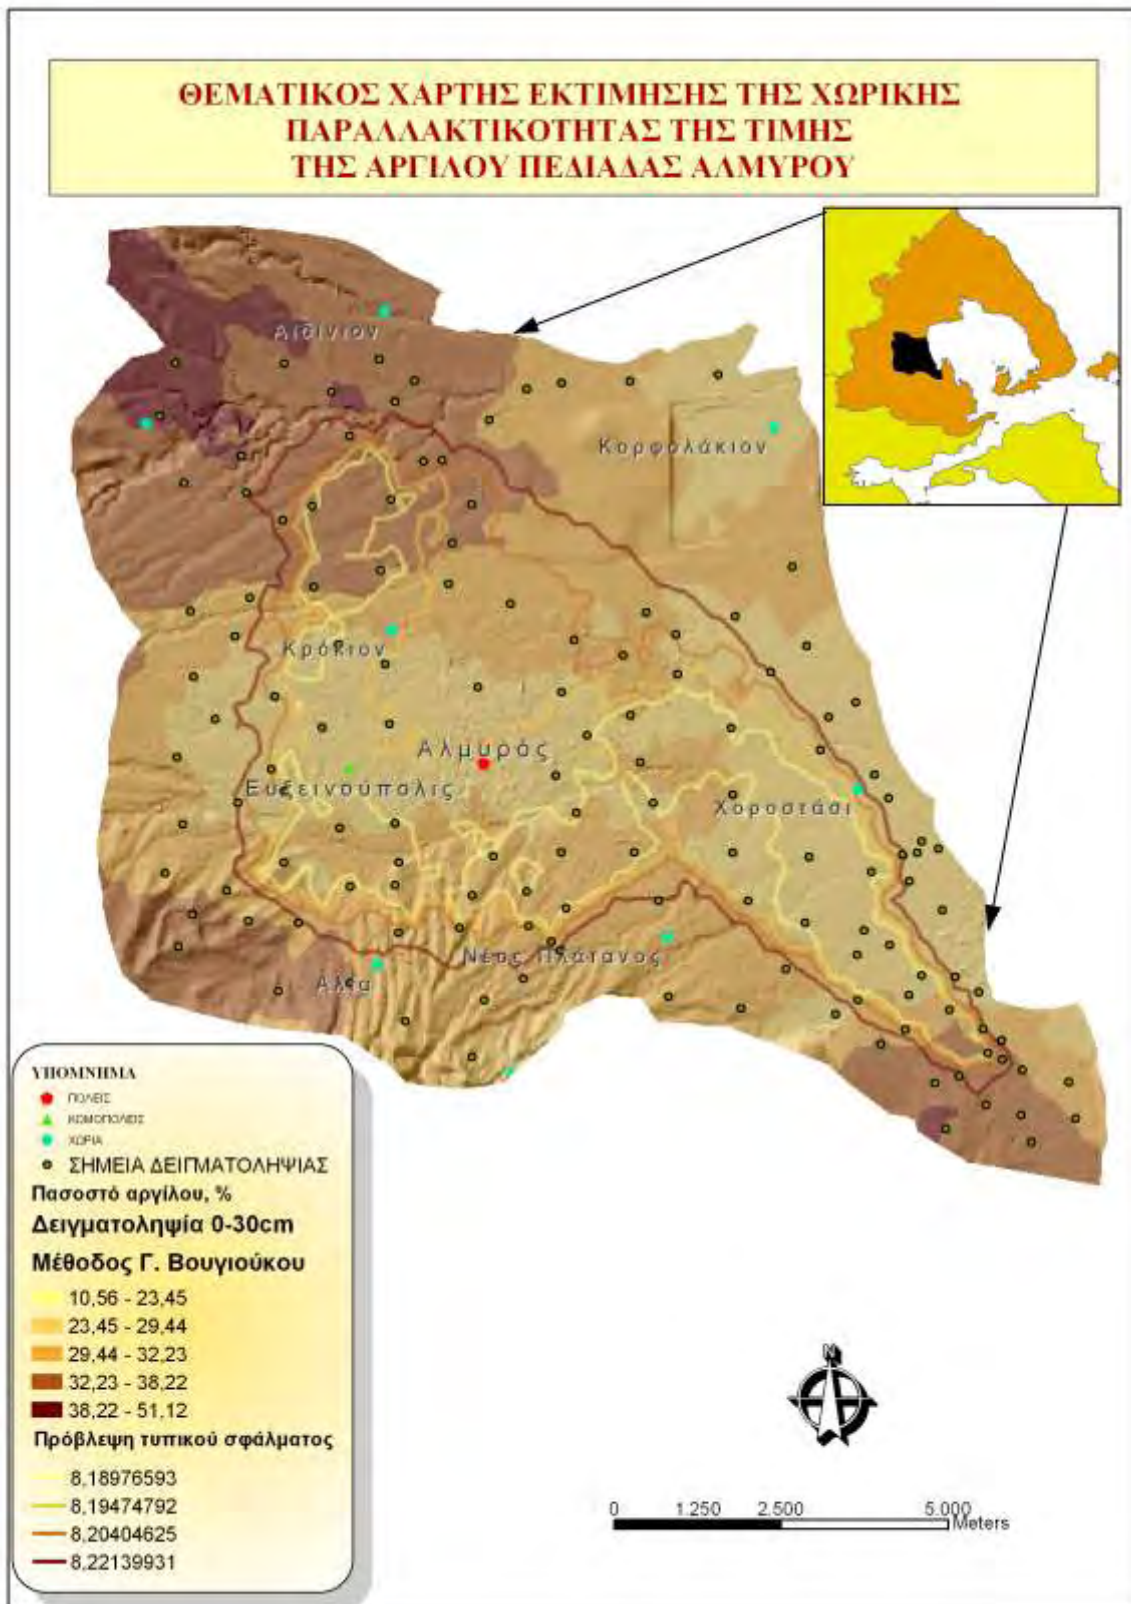 ΘΕΜΑΤΙΚΟΣ ΧΑΡΤΗΣ ΕΚΤΙΜΗΣΗΣ ΤΗΣ ΧΩΡΙΚΗΣ
ΠΑΡΑΛΛΑΚΤΙΚΟΤΗΤΑΣ ΤΗΣ ΤΙΜΗΣ
ΤΗΣ ΑΡΓΙΛΟΥ ΠΕΔΙΑΔΑΣ ΑΛΜΥΡΟΥ
Αιδίνιον
Κορφολάκιον
Κρόκιον
Αλμυρός
Ευξεινούπολις
Χοροστάσι
Νέος Πλάτανος
ΥΠΟΜΝΗΜΑ
ΠΟΛΕΙΣ
ΚΩΜΟΠΟΛΕΙΣ
ΧΩΡΙΑ
ΣΗΜΕΙΑ ΔΕΙΓΜΑΤΟΛΗΨΙΑΣ
Πασοστό αργίλου, %
Δειγματοληψία 0-30cm
Μέθοδος Γ. Βουγιούκου
10,56 - 23,45
23,45 - 29,44
29,44 - 32,23
32,23 - 38,22
38,22 - 51,12
Πρόβλεψη τυπικού σφάλματος
8,18976593
8,19474792
8,20404625
8,22139931
N
0 1.250 2.500 5.000
Meters